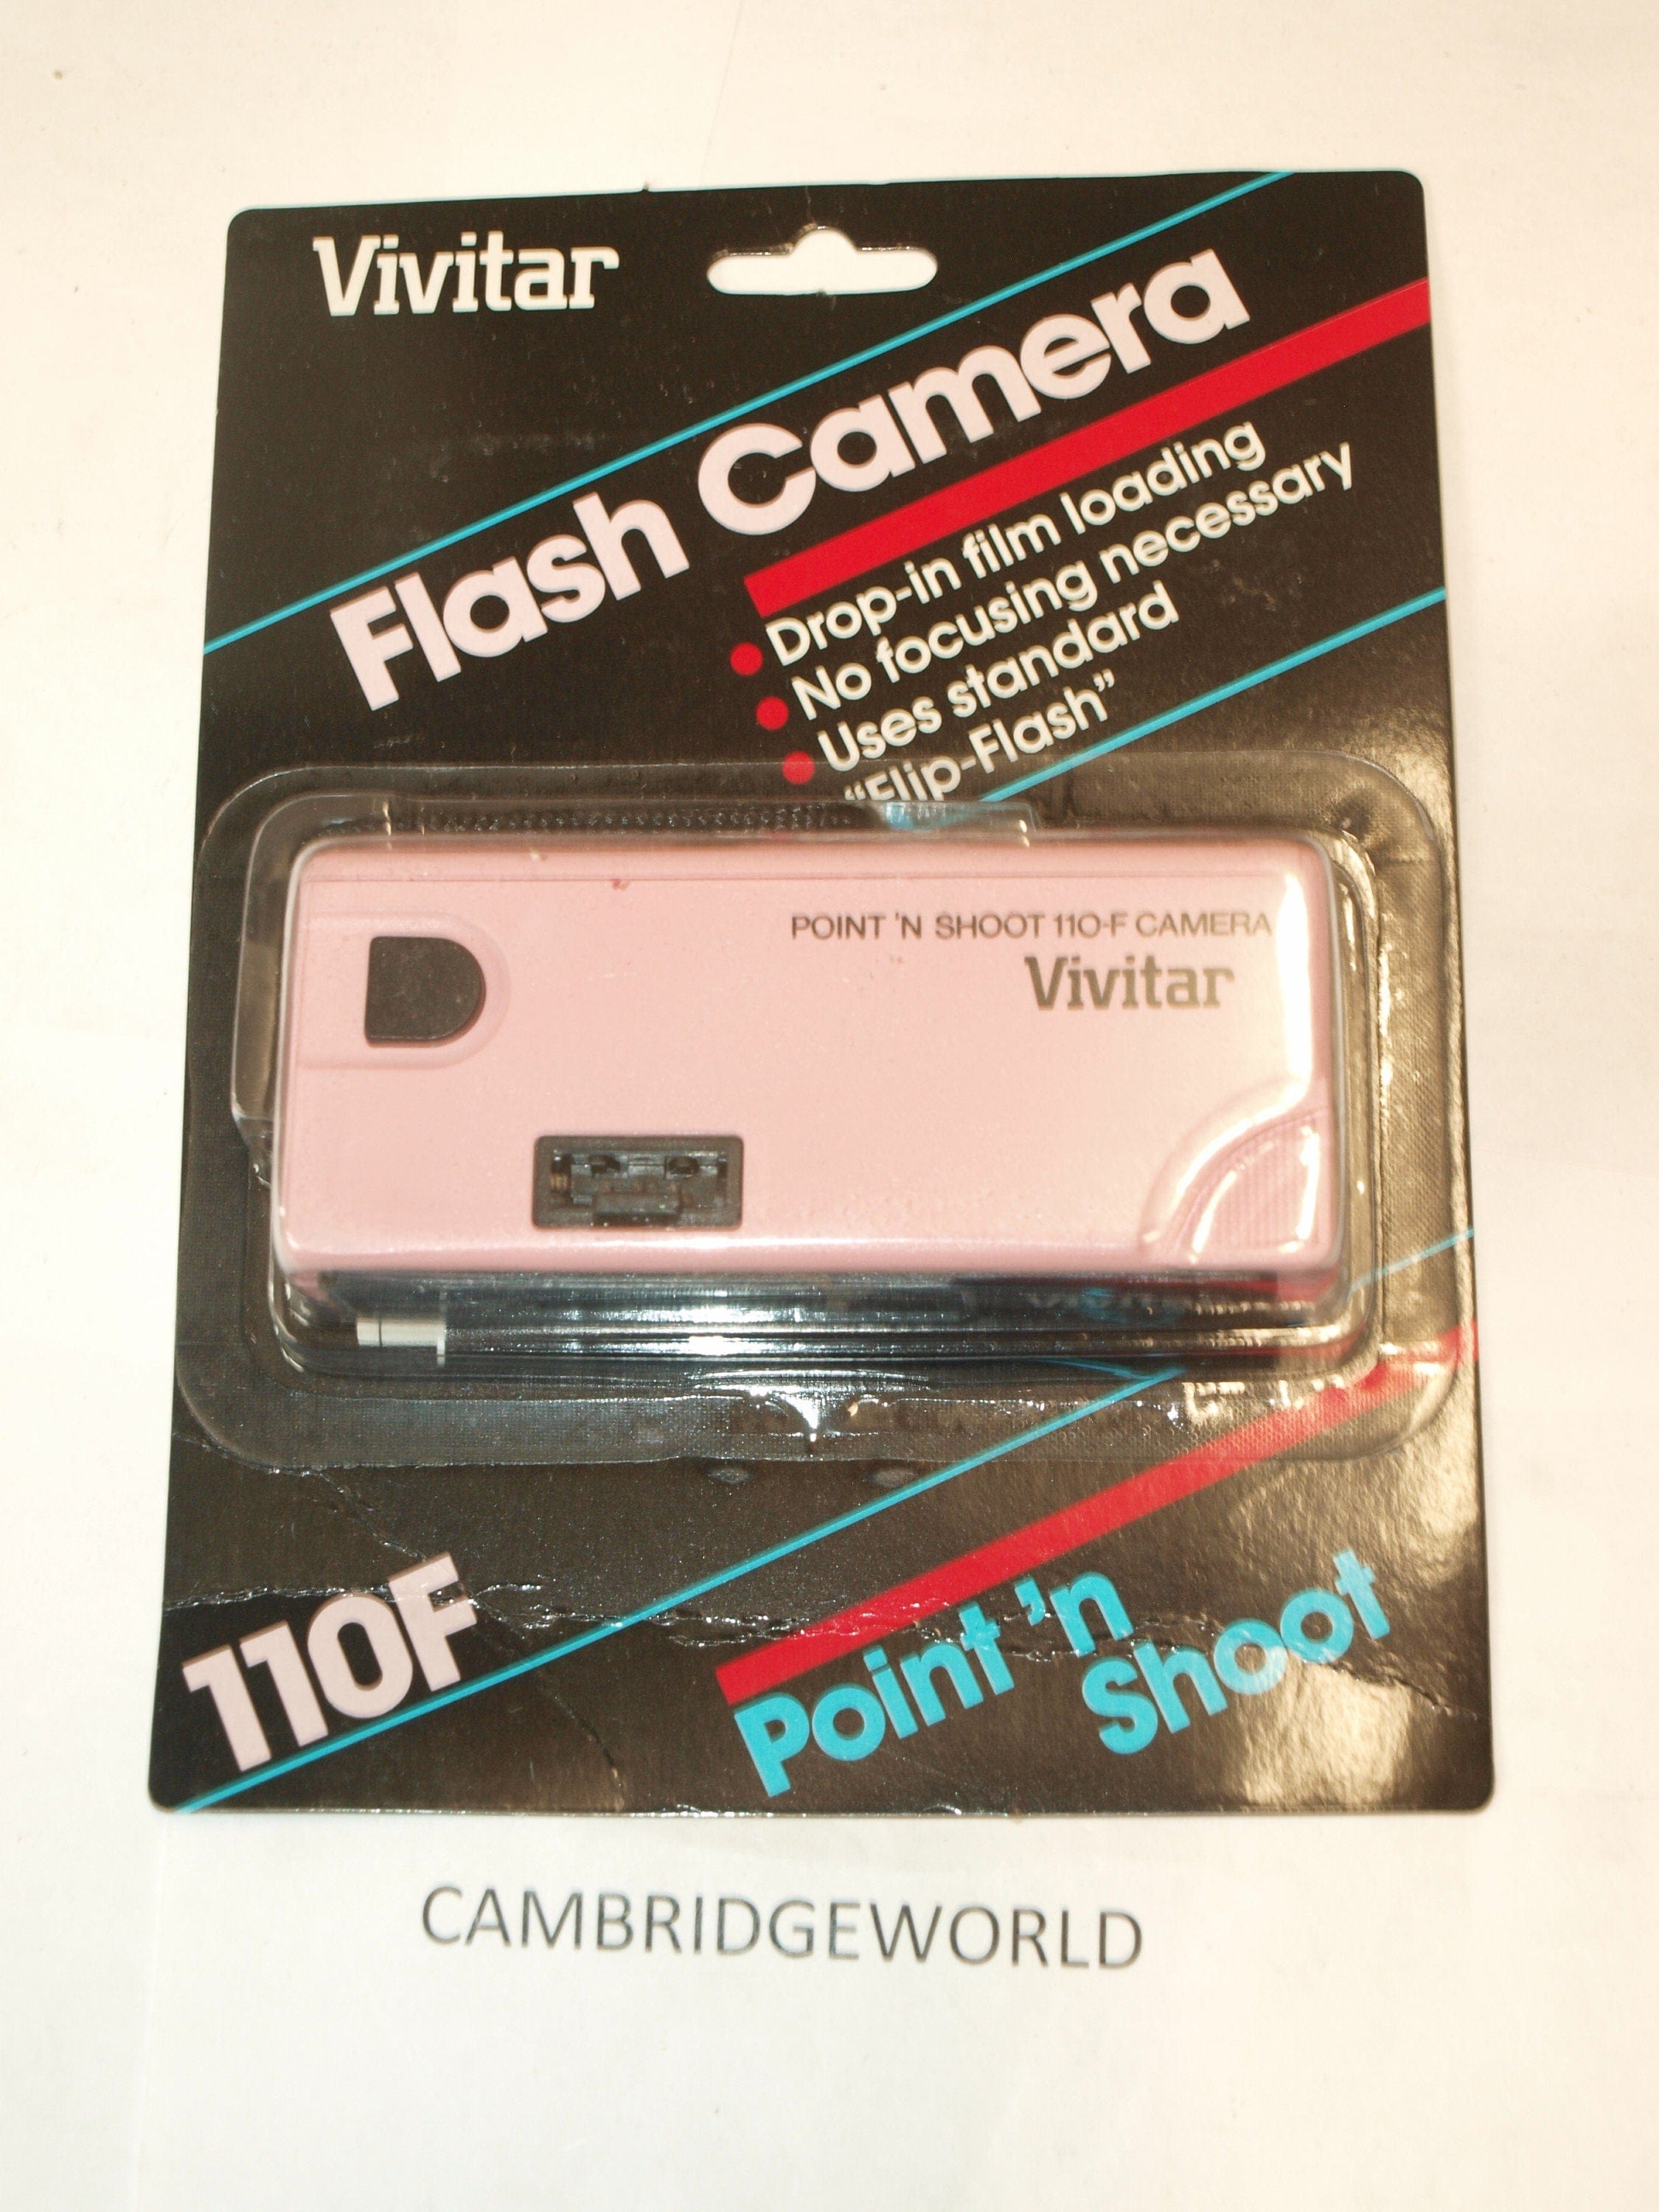 Vivitar
Flash Camera
Drop-in film loading
No focusing necessary
Uses standard
“Flip-Flash”
POINT 'N SHOOT 110-F CAMERA
Vivitar
110F
Point 'n
Shoot
CAMBRIDGEWORLD